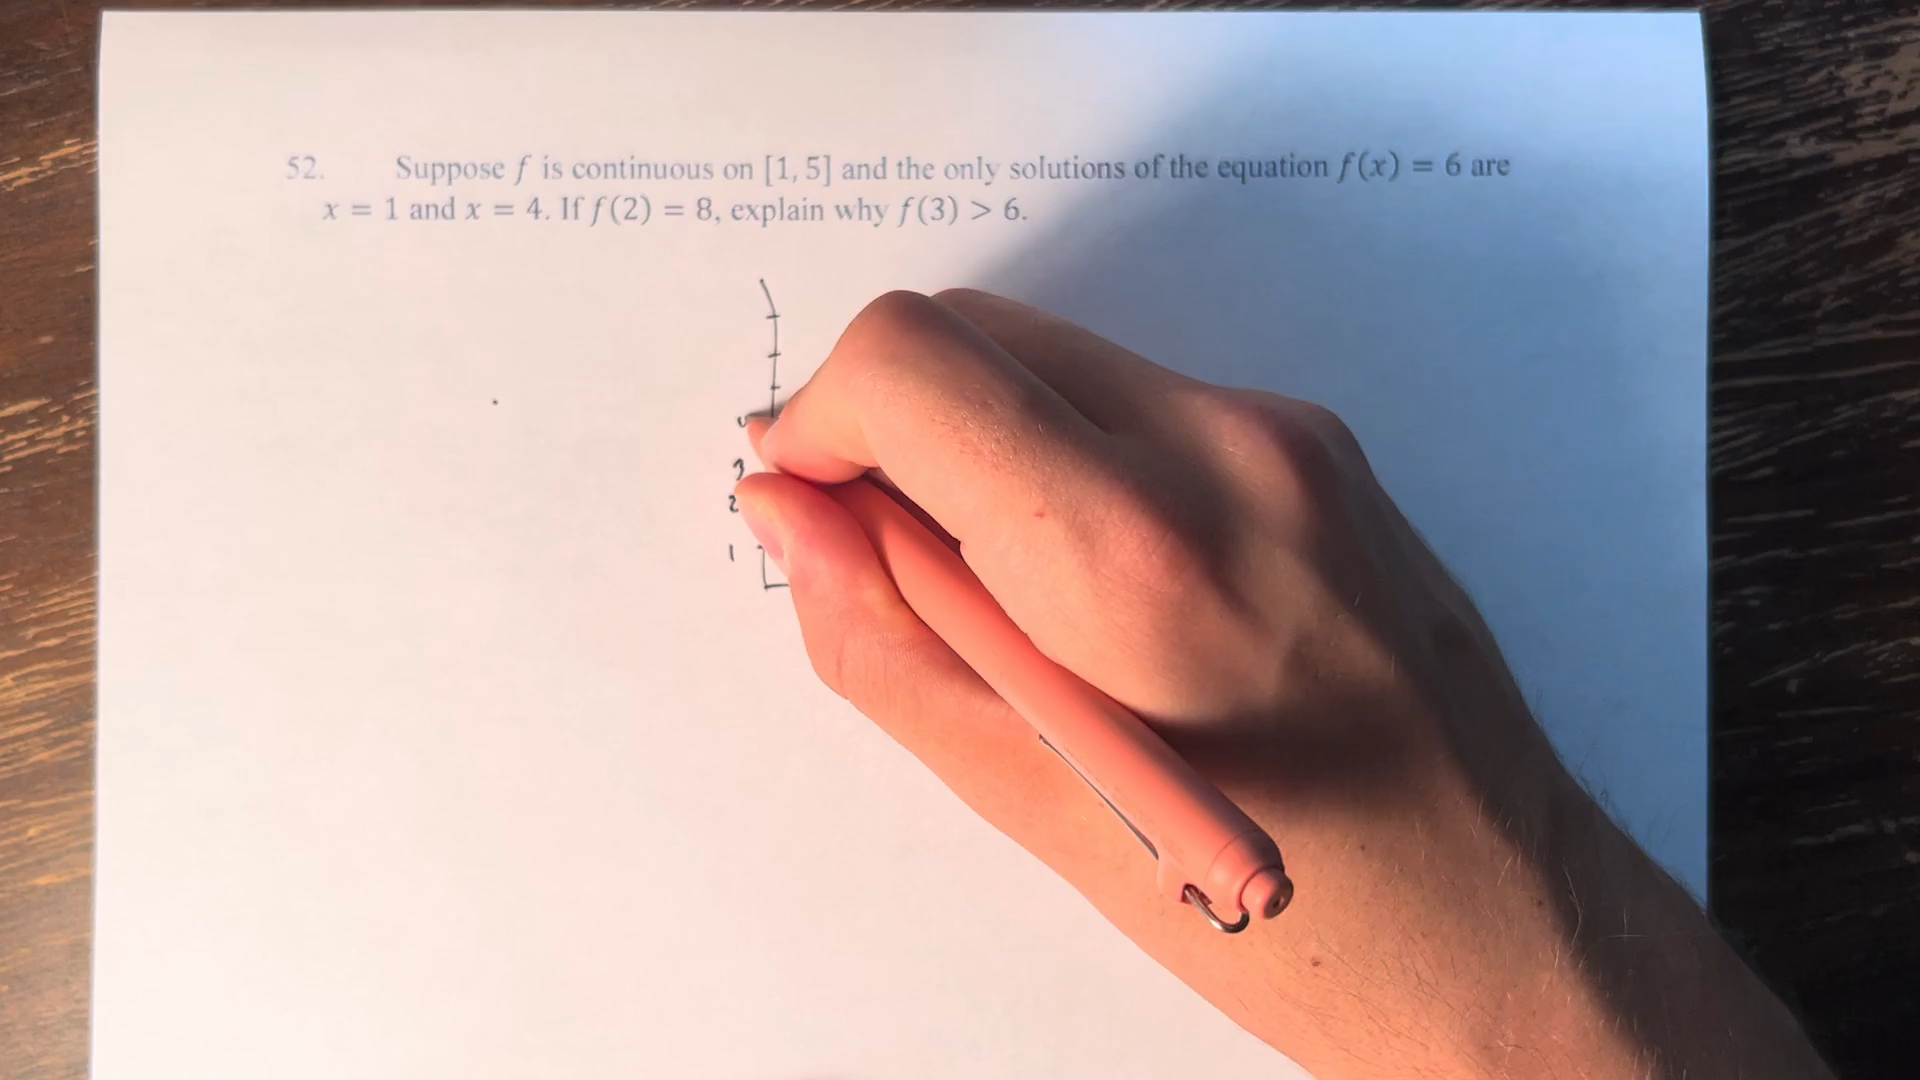 52. Suppose f is continuous on [1, 5] and the only solutions of the equation f(x) = 6 are
x = 1 and x = 4. If f(2) = 8, explain why f(3) > 6.
3
2
1